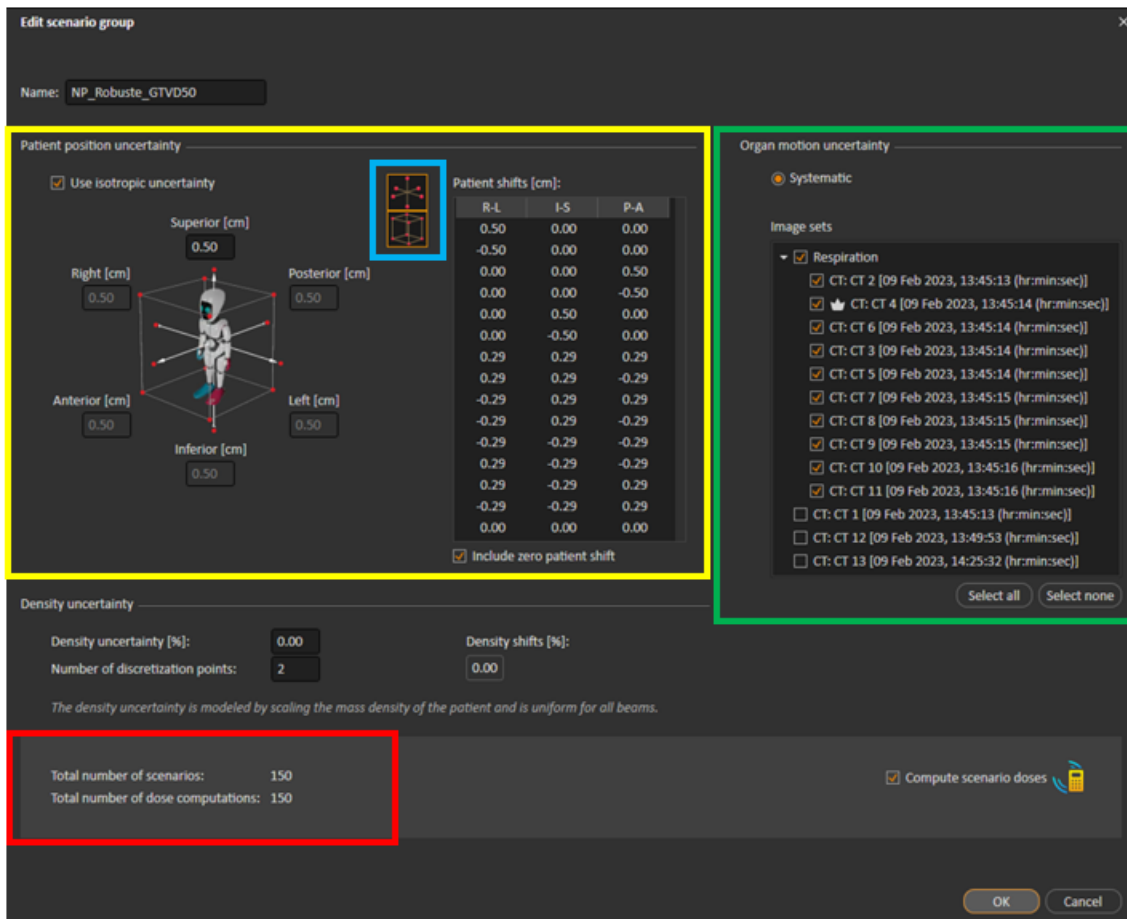 Edit scenario group
Name: NP_Robuste_GTVD50
Patient position uncertainty
Use isotropic uncertainty
Superior [cm]
0.50
Right [cm]
0.50
Posterior [cm]
0.50
Anterior [cm]
0.50
Left [cm]
0.50
Inferior [cm]
0.50
Patient shifts [cm]:
R-L I-S P-A
0.50 0.00 0.00
-0.50 0.00 0.00
0.00 0.00 0.50
0.00 0.00 -0.50
0.00 0.50 0.00
0.00 -0.50 0.00
0.29 0.29 0.29
0.29 0.29 -0.29
-0.29 0.29 0.29
-0.29 0.29 -0.29
-0.29 -0.29 -0.29
0.29 -0.29 -0.29
0.29 -0.29 0.29
-0.29 -0.29 0.29
0.00 0.00 0.00
Include zero patient shift
Organ motion uncertainty
Systematic
Image sets
Respiration
CT: CT 2 [09 Feb 2023, 13:45:13 (hr:min:sec)]
CT: CT 4 [09 Feb 2023, 13:45:14 (hr:min:sec)]
CT: CT 6 [09 Feb 2023, 13:45:14 (hr:min:sec)]
CT: CT 3 [09 Feb 2023, 13:45:14 (hr:min:sec)]
CT: CT 5 [09 Feb 2023, 13:45:14 (hr:min:sec)]
CT: CT 7 [09 Feb 2023, 13:45:15 (hr:min:sec)]
CT: CT 8 [09 Feb 2023, 13:45:15 (hr:min:sec)]
CT: CT 9 [09 Feb 2023, 13:45:15 (hr:min:sec)]
CT: CT 10 [09 Feb 2023, 13:45:16 (hr:min:sec)]
CT: CT 11 [09 Feb 2023, 13:45:16 (hr:min:sec)]
CT: CT 1 [09 Feb 2023, 13:45:13 (hr:min:sec)]
CT: CT 12 [09 Feb 2023, 13:49:53 (hr:min:sec)]
CT: CT 13 [09 Feb 2023, 14:25:32 (hr:min:sec)]
Select all Select none
Density uncertainty
Density uncertainty [%]: 0.00 Density shifts [%]:
Number of discretization points: 2 0.00
The density uncertainty is modeled by scaling the mass density of the patient and is uniform for all beams.
Total number of scenarios: 150
Total number of dose computations: 150
Compute scenario doses
OK Cancel